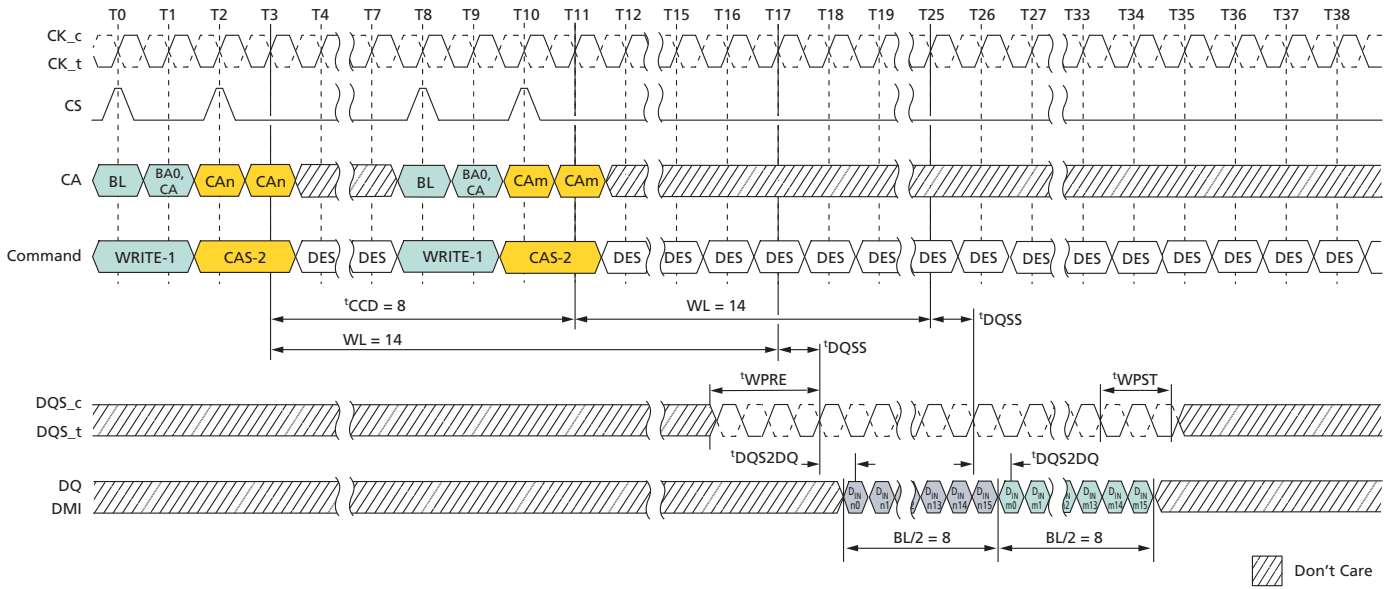 T0 T1 T2 T3 T4 T7 T8 T9 T10 T11 T12 T15 T16 T17 T18 T19 T25 T26 T27 T33 T34 T35 T36 T37 T38
CK_c
CK_t
CS
CA BL BA0, CA CAn CAn BL BA0, CA CAm CAm
Command WRITE-1 CAS-2 DES DES WRITE-1 CAS-2 DES DES DES DES DES DES DES DES DES DES DES DES DES DES DES
tCCD = 8 WL = 14 tDQSS
WL = 14 tDQSS
tWPRE tWPST
DQS_c
DQS_t
tDQS2DQ tDQS2DQ
DQ
DMI
DIN n0 DIN n1 DIN n13 DIN n14 DIN n15 DIN m0 DIN m1 DIN m13 DIN m14 DIN m15
BL/2 = 8 BL/2 = 8
Don't Care